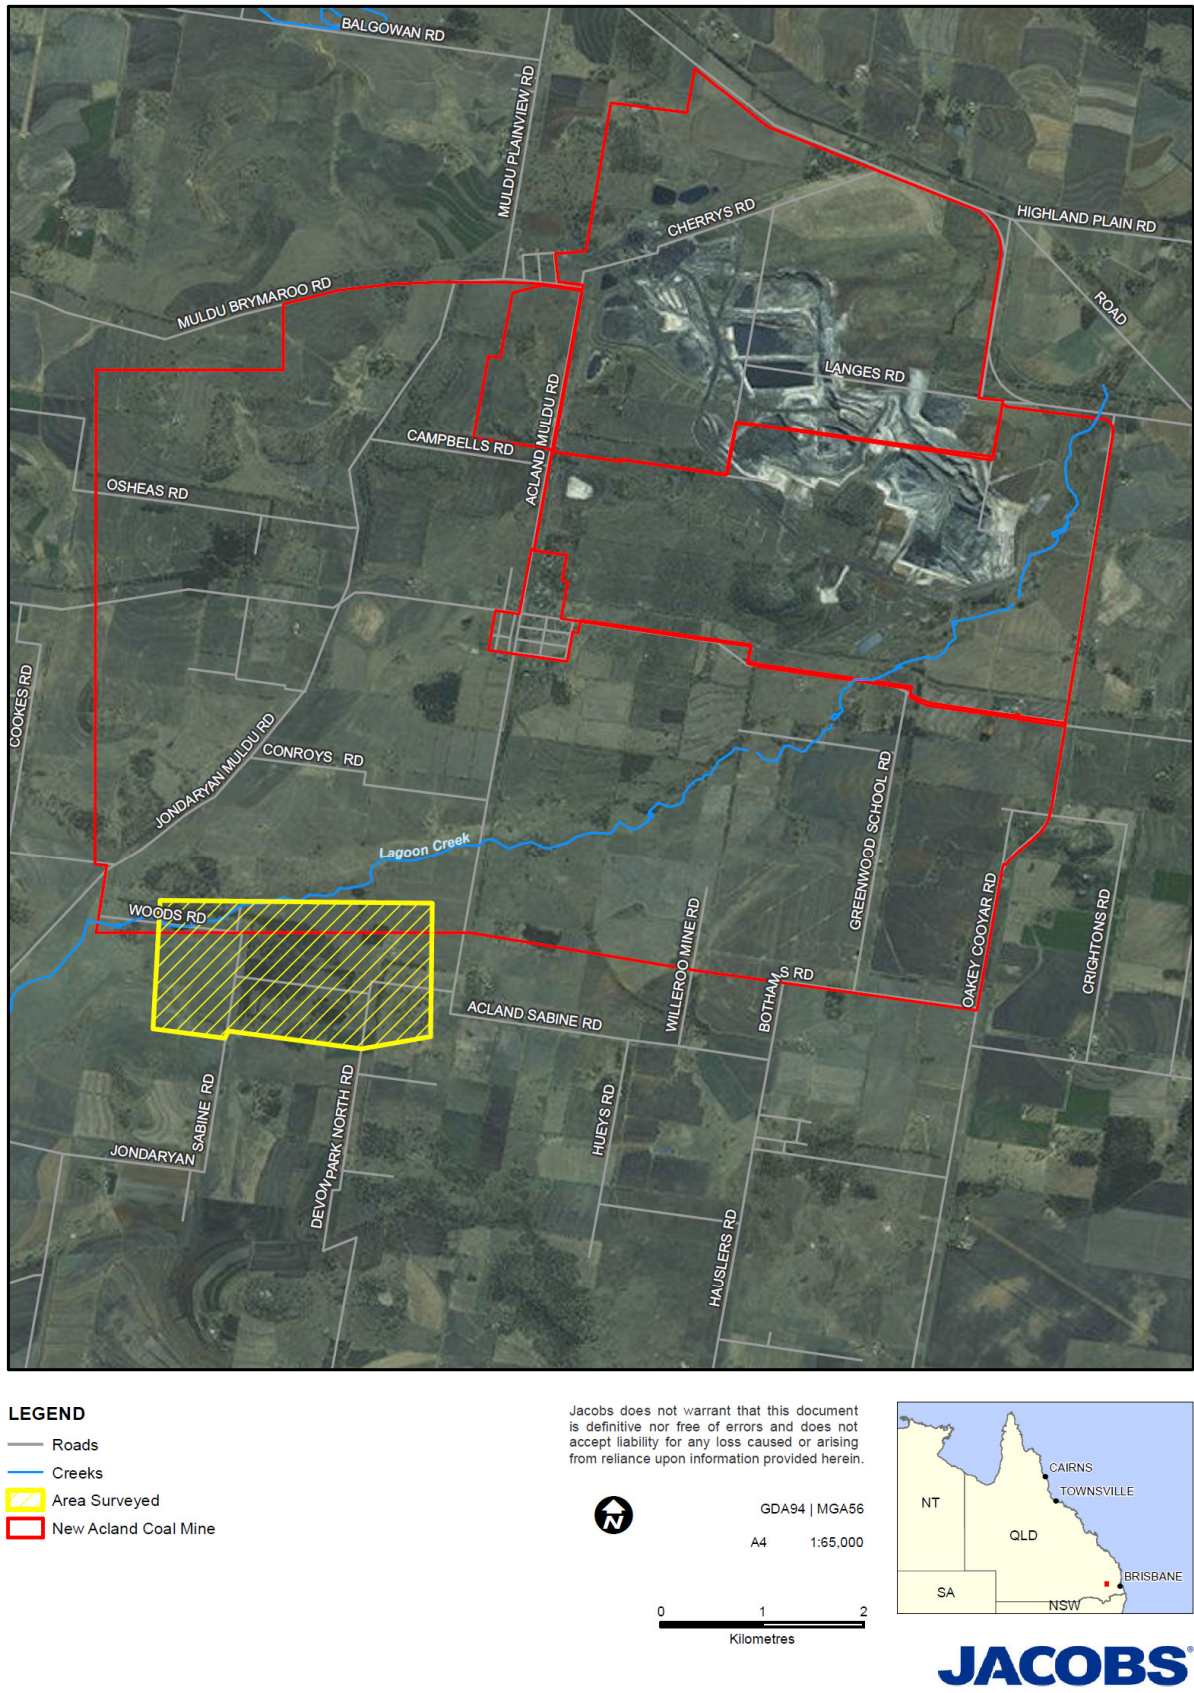 BALGOWAN RD
MULDU PLAINVIEW RD
CHERRYS RD
HIGHLAND PLAIN RD
ROAD
MULDU BRYMAROO RD
LANGES RD
ACLAND MULDU RD
CAMPBELLS RD
OSHEAS RD
COOKES RD
JONDARYAN MULDU RD
CONROYS RD
GREENWOOD SCHOOL RD
Lagoon Creek
WOODS RD
WILLEROO MINE RD
BOTHAMS RD
OAKEY COOYAR RD
CRIGHTONS RD
ACLAND SABINE RD
SABINE RD
JONDARYAN
DEVON PARK NORTH RD
HUEYS RD
HAUSLERS RD
LEGEND
Roads
Creeks
Area Surveyed
New Acland Coal Mine
Jacobs does not warrant that this document
is definitive nor free of errors and does not
accept liability for any loss caused or arising
from reliance upon information provided herein.
N
GDA94 | MGA56
A4 1:65,000
0 1 2
Kilometres
CAIRNS
TOWNSVILLE
NT
QLD
BRISBANE
SA
NSW
JACOBS®